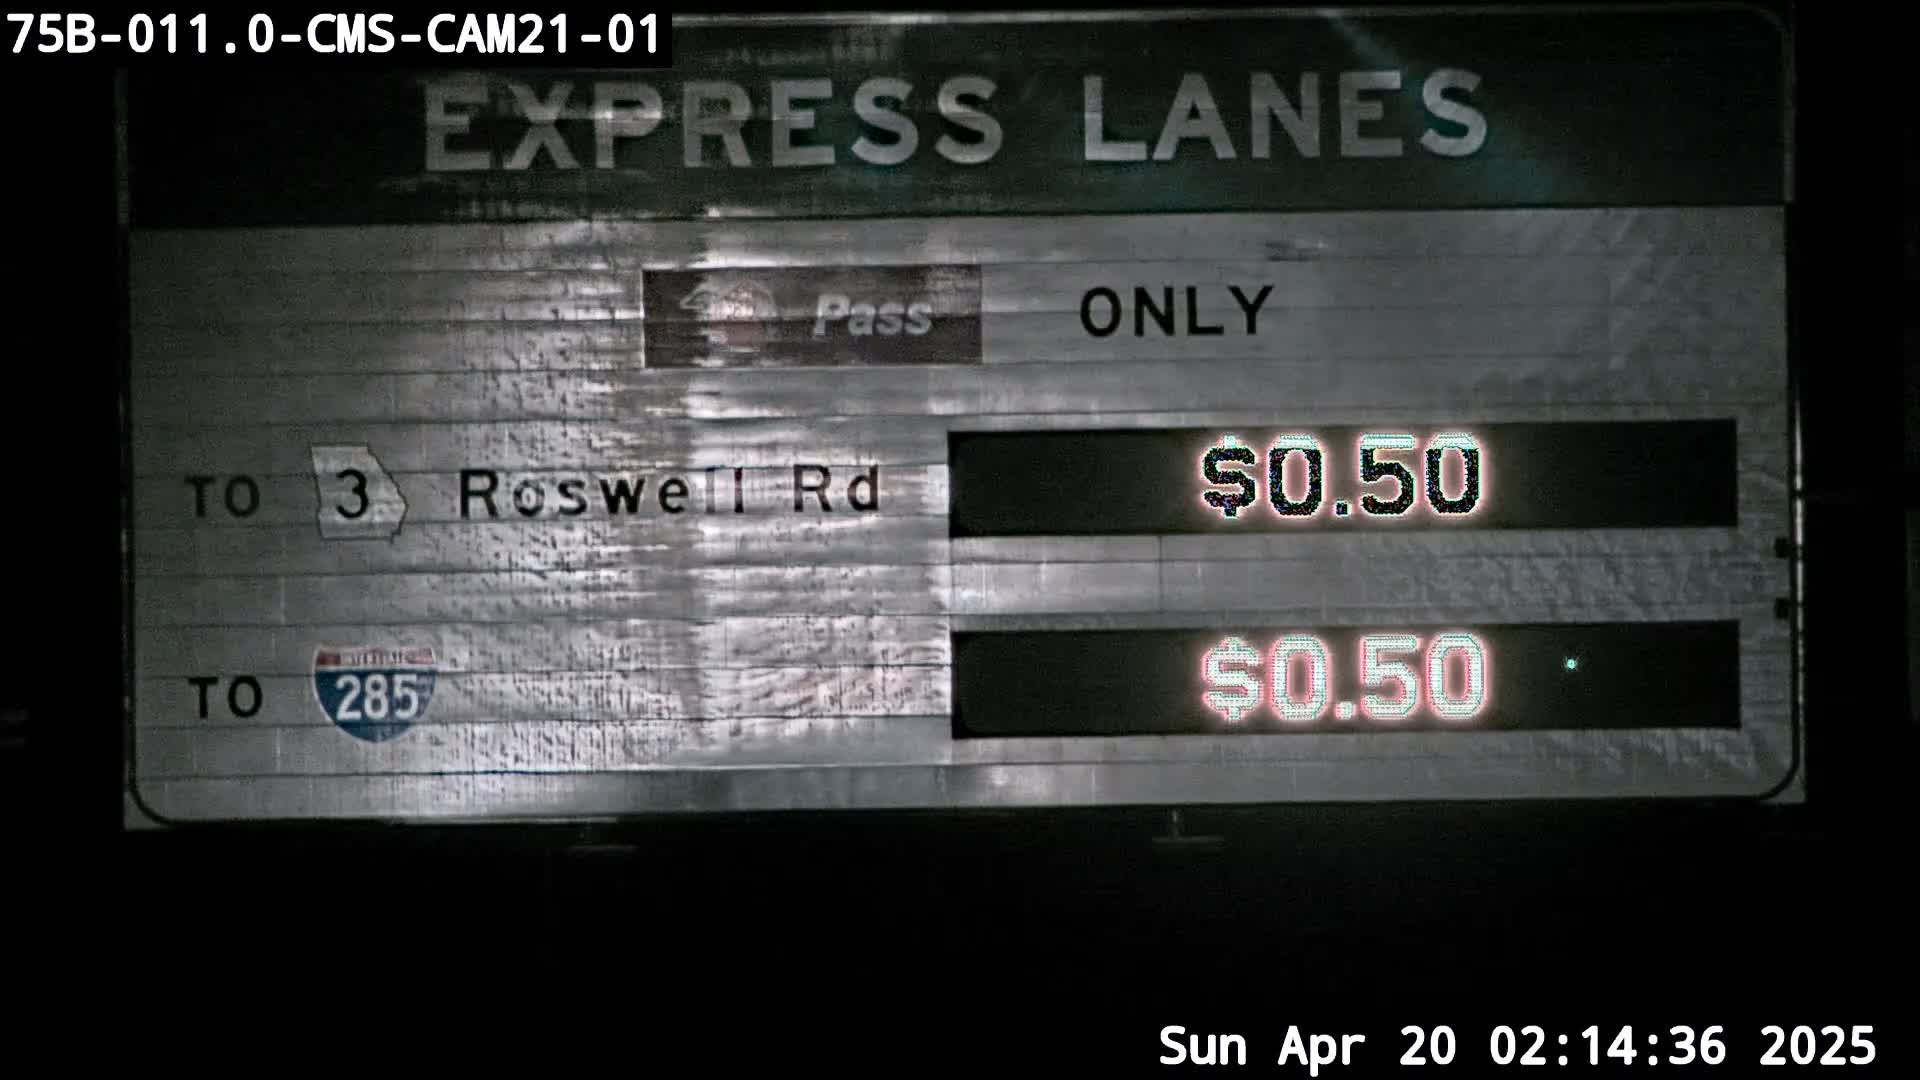 75B-011.0-CMS-CAM21-01
EXPRESS LANES
Pass ONLY
TO 3 Roswell Rd $0.50
TO 285 $0.50
Sun Apr 20 02:14:36 2025